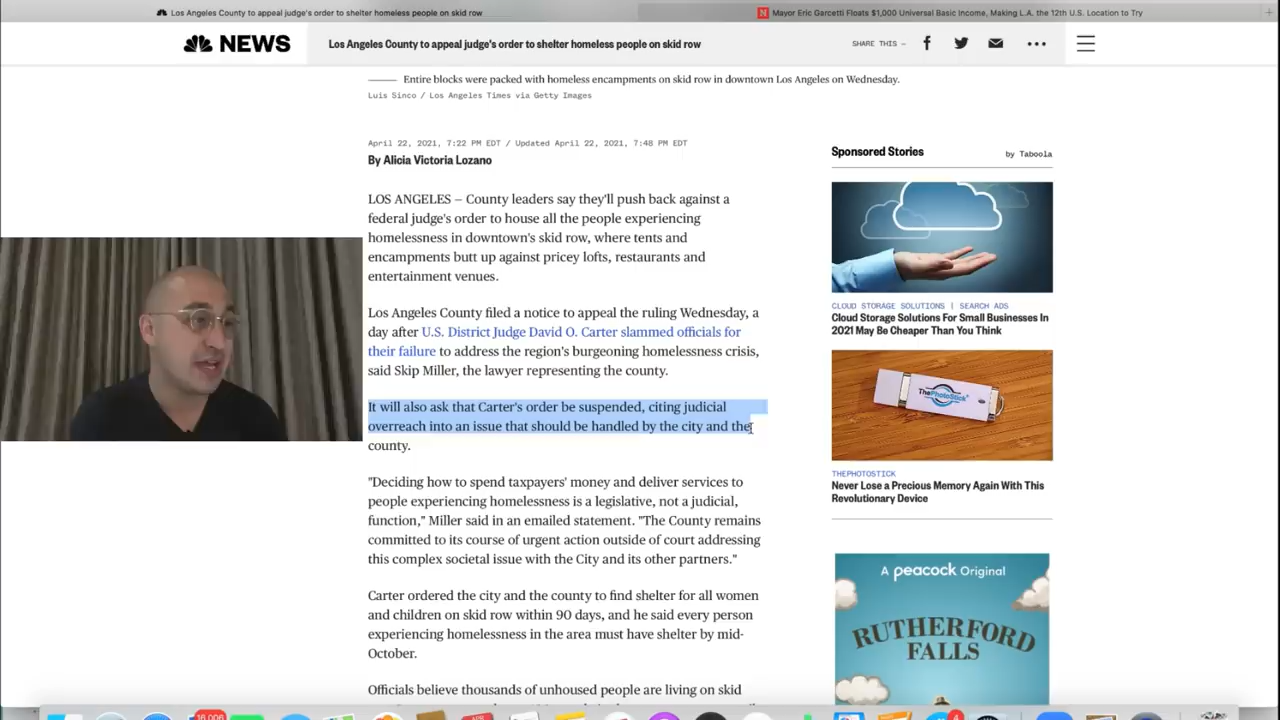 Los Angeles County to appeal judge's order to shelter homeless people on skid row
Mayor Eric Garcetti Floats $1,000 Universal Basic Income, Making L.A. the 12th U.S. Location to Try
NEWS
Los Angeles County to appeal judge's order to shelter homeless people on skid row
SHARE THIS —
Entire blocks were packed with homeless encampments on skid row in downtown Los Angeles on Wednesday.
Luis Sinco / Los Angeles Times via Getty Images
April 22, 2021, 7:22 PM EDT / Updated April 22, 2021, 7:48 PM EDT
By Alicia Victoria Lozano
LOS ANGELES — County leaders say they'll push back against a
federal judge's order to house all the people experiencing
homelessness in downtown's skid row, where tents and
encampments butt up against pricey lofts, restaurants and
entertainment venues.
Los Angeles County filed a notice to appeal the ruling Wednesday, a
day after U.S. District Judge David O. Carter slammed officials for
their failure to address the region's burgeoning homelessness crisis,
said Skip Miller, the lawyer representing the county.
It will also ask that Carter's order be suspended, citing judicial
overreach into an issue that should be handled by the city and the
county.
"Deciding how to spend taxpayers' money and deliver services to
people experiencing homelessness is a legislative, not a judicial,
function," Miller said in an emailed statement. "The County remains
committed to its course of urgent action outside of court addressing
this complex societal issue with the City and its other partners."
Carter ordered the city and the county to find shelter for all women
and children on skid row within 90 days, and he said every person
experiencing homelessness in the area must have shelter by mid-
October.
Officials believe thousands of unhoused people are living on skid
Sponsored Stories
by Taboola
CLOUD STORAGE SOLUTIONS | SEARCH ADS
Cloud Storage Solutions For Small Businesses In
2021 May Be Cheaper Than You Think
ThePhotoStick
THEPHOTOSTICK
Never Lose a Precious Memory Again With This
Revolutionary Device
A peacock Original
RUTHERFORD
FALLS
16,006
APR
4